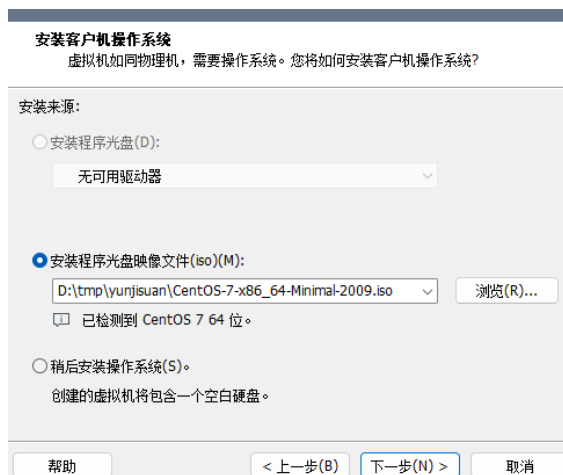 安装客户机操作系统
虚拟机如同物理机，需要操作系统。您将如何安装客户机操作系统?
安装来源:
安装程序光盘(D):
无可用驱动器
安装程序光盘映像文件(iso)(M):
D:\tmp\yunjisuan\CentOS-7-x86_64-Minimal-2009.iso
浏览(R)...
已检测到 CentOS 7 64 位。
稍后安装操作系统(S)。
创建的虚拟机将包含一个空白硬盘。
帮助
< 上一步(B)
下一步(N) >
取消